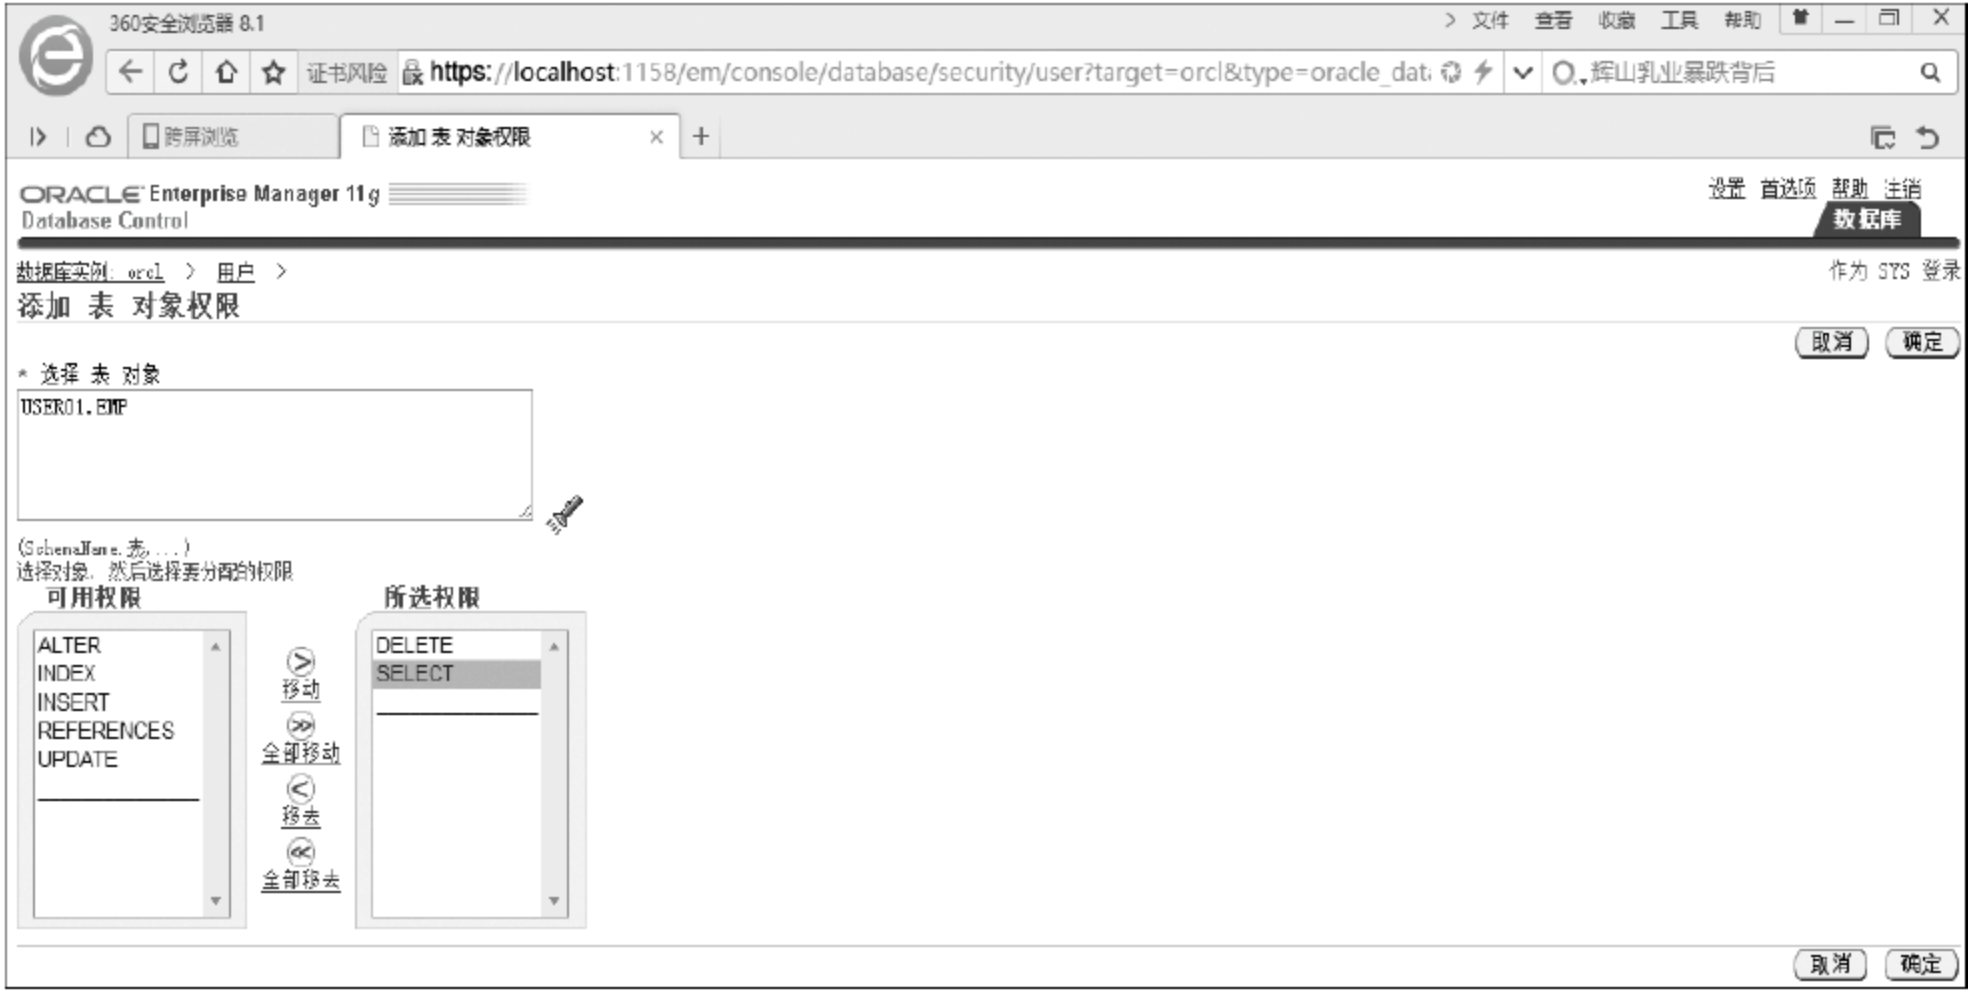 360安全浏览器 8.1
> 文件 查看 收藏 工具 帮助
证书风险 https://localhost:1158/em/console/database/security/user?target=orcl&type=oracle_data 辉山乳业暴跌背后
跨屏浏览 添加 表 对象权限
ORACLE Enterprise Manager 11g
Database Control
设置 首选项 帮助 注销
数据库
数据库实例: orcl > 用户 >
作为 SYS 登录
添加 表 对象权限
取消 确定
* 选择 表 对象
USER01.EMP
(SchemaName.表,...)
选择对象, 然后选择要分配的权限
可用权限 所选权限
ALTER
INDEX
INSERT
REFERENCES
UPDATE
移动
全部移动
移去
全部移去
DELETE
SELECT
取消 确定